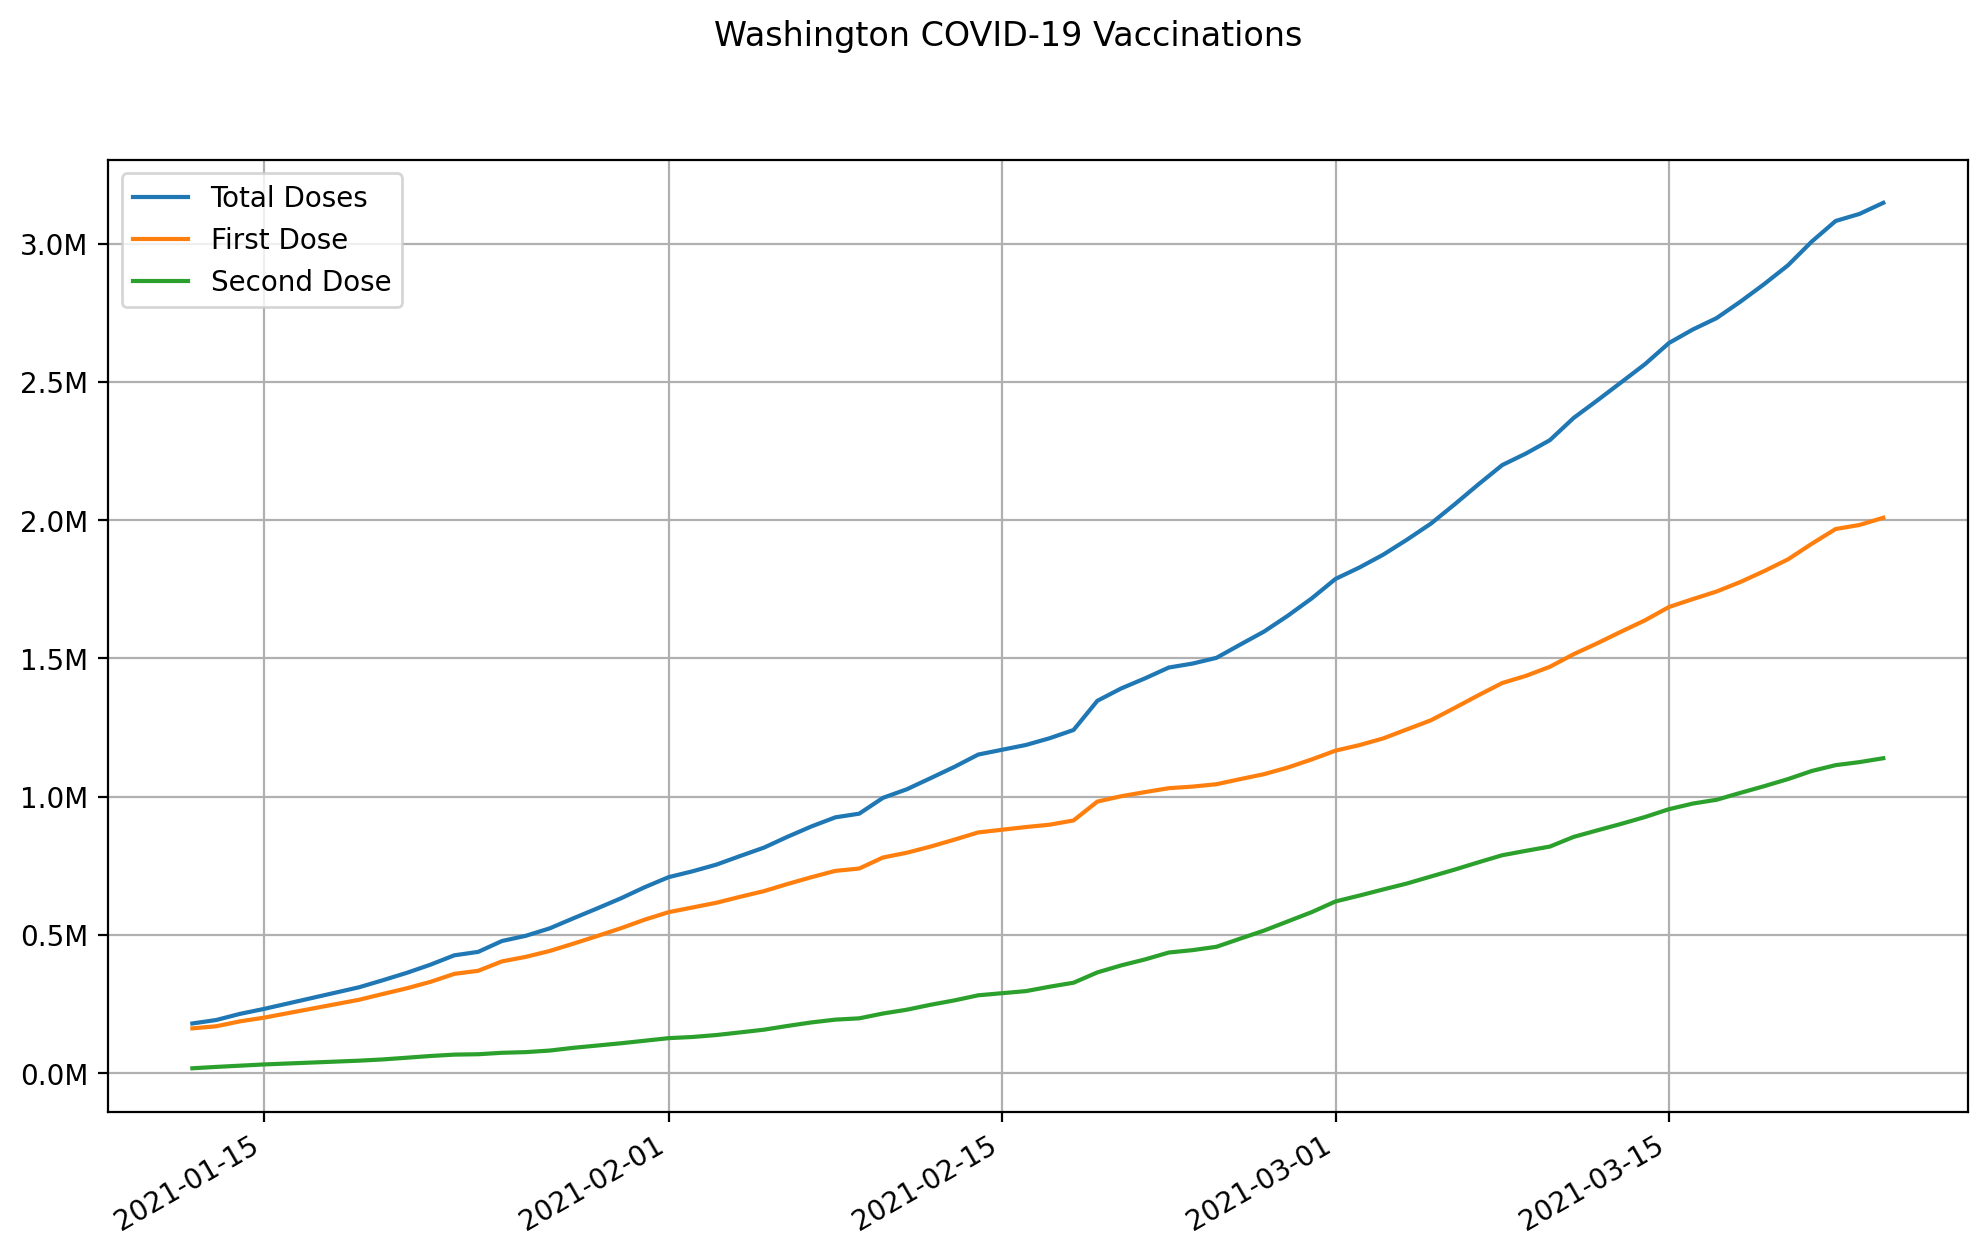 Washington COVID-19 Vaccinations
Total Doses
First Dose
Second Dose
3.0M
2.5M
2.0M
1.5M
1.0M
0.5M
0.0M
2021-01-15
2021-02-01
2021-02-15
2021-03-01
2021-03-15